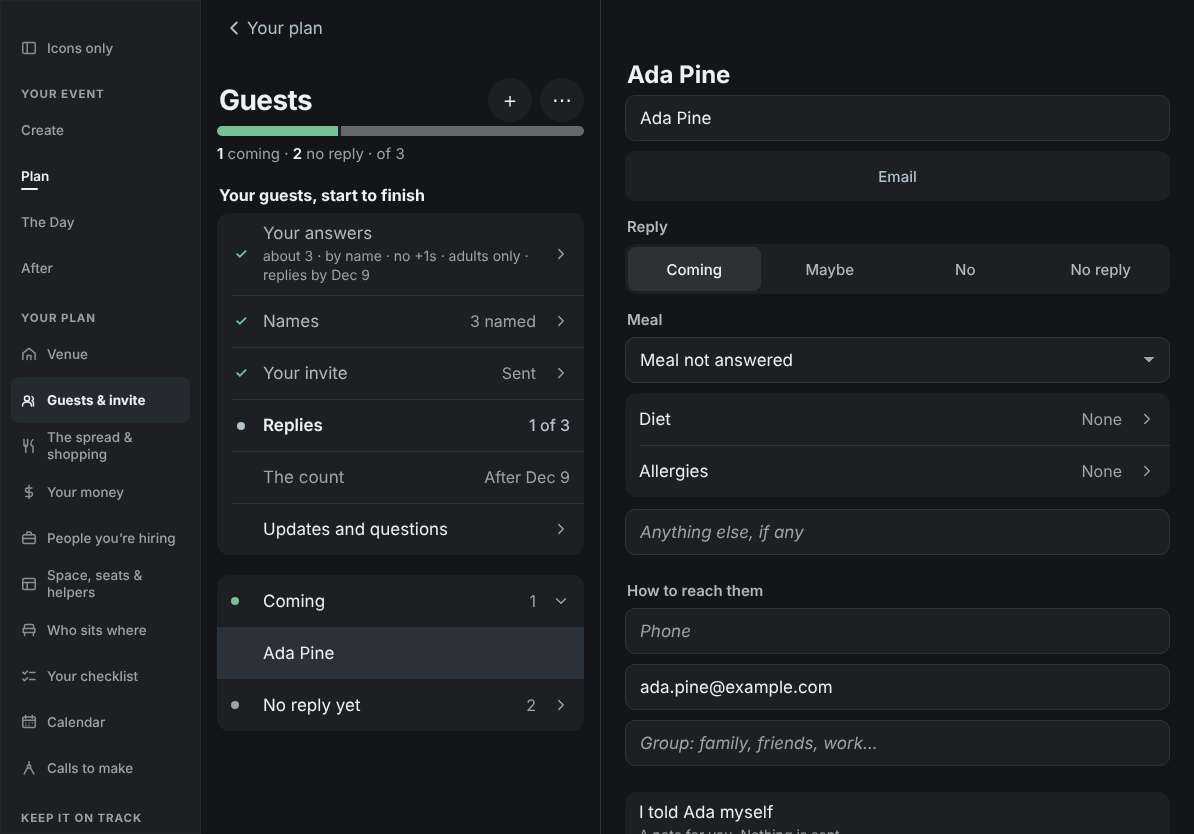 Icons only
YOUR EVENT
Create
Plan
The Day
After
YOUR PLAN
Venue
Guests & invite
The spread &
shopping
Your money
People you’re hiring
Space, seats &
helpers
Who sits where
Your checklist
Calendar
Calls to make
KEEP IT ON TRACK
Your plan
Guests
1 coming · 2 no reply · of 3
Your guests, start to finish
Your answers
about 3 · by name · no +1s · adults only ·
replies by Dec 9
Names 3 named
Your invite Sent
Replies 1 of 3
The count After Dec 9
Updates and questions
Coming 1
Ada Pine
No reply yet 2
Ada Pine
Ada Pine
Email
Reply
Coming Maybe No No reply
Meal
Meal not answered
Diet None
Allergies None
Anything else, if any
How to reach them
Phone
ada.pine@example.com
Group: family, friends, work…
I told Ada myself
A note for you. Nothing is sent